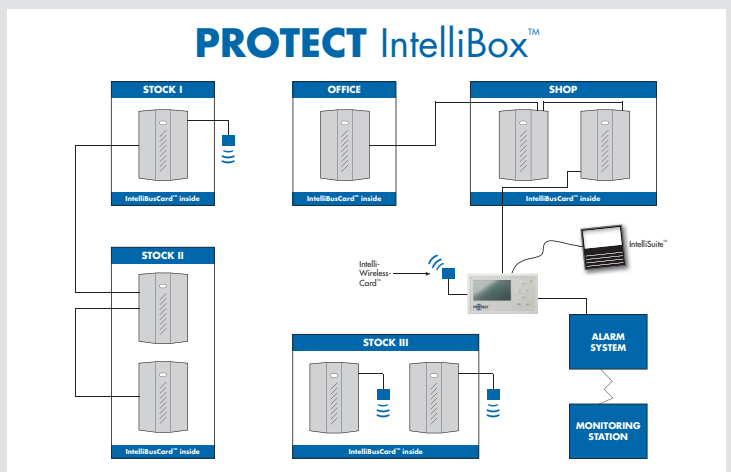 PROTECT IntelliBox™
STOCK I
IntelliBusCard™ inside
OFFICE
IntelliBusCard™ inside
SHOP
IntelliBusCard™ inside
STOCK II
IntelliBusCard™ inside
Intelli-
Wireless-
Card™
PROTECT
IntelliSuite™
STOCK III
IntelliBusCard™ inside
ALARM
SYSTEM
MONITORING
STATION